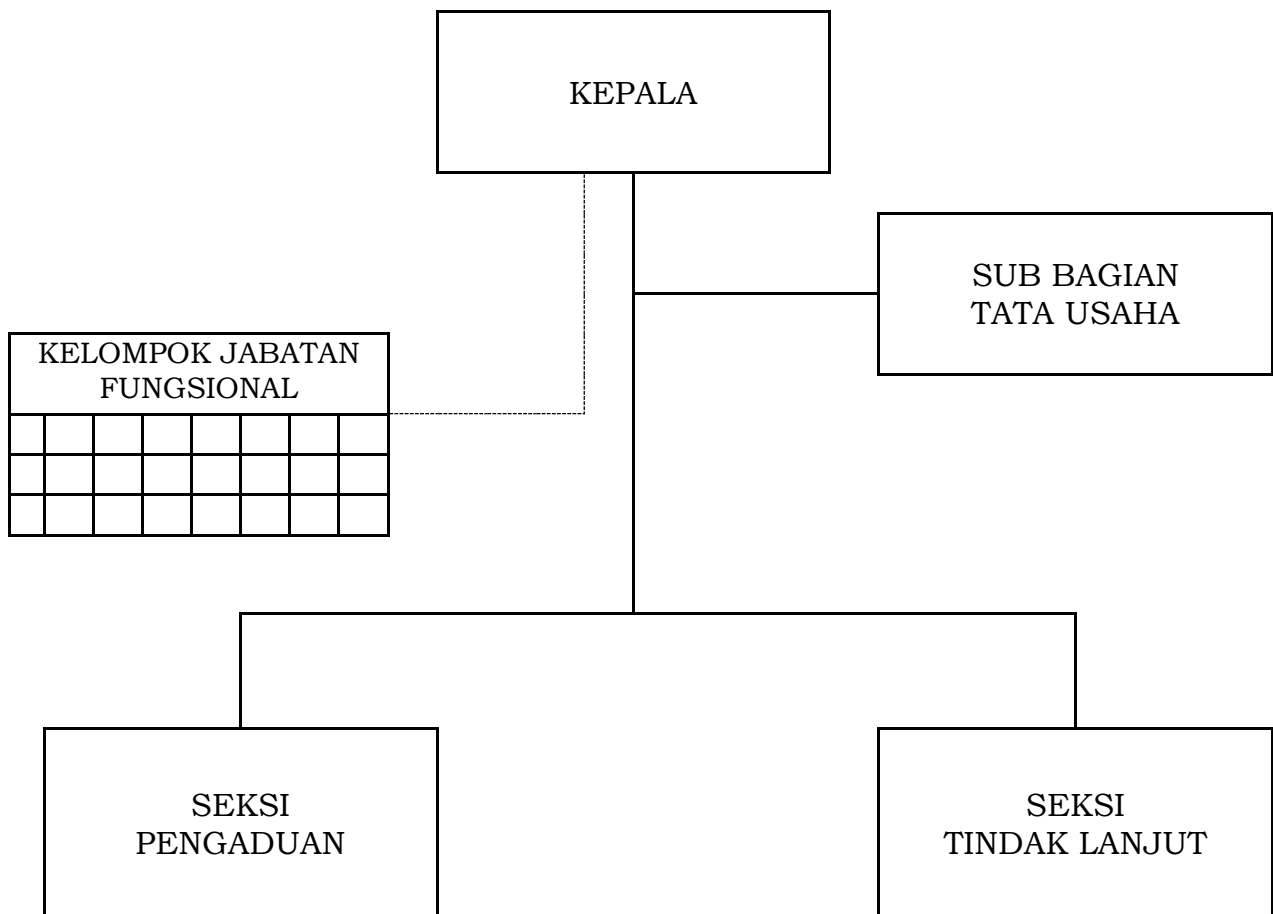 KEPALA
SUB BAGIAN
TATA USAHA
KELOMPOK JABATAN
FUNGSIONAL
SEKSI
PENGADUAN
SEKSI
TINDAK LANJUT